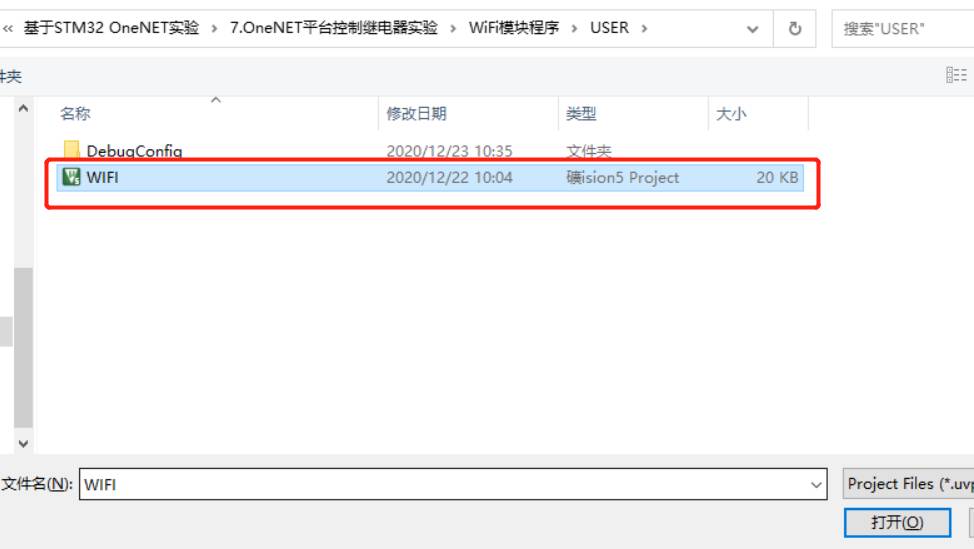 « 基于STM32 OneNET实验 › 7.OneNET平台控制继电器实验 › WiFi模块程序 › USER ›
搜索"USER"
件夹
名称 修改日期 类型 大小
DebugConfig 2020/12/23 10:35 文件夹
WIFI 2020/12/22 10:04 礦ision5 Project 20 KB
文件名(N): WIFI Project Files (*.uvp
打开(O)